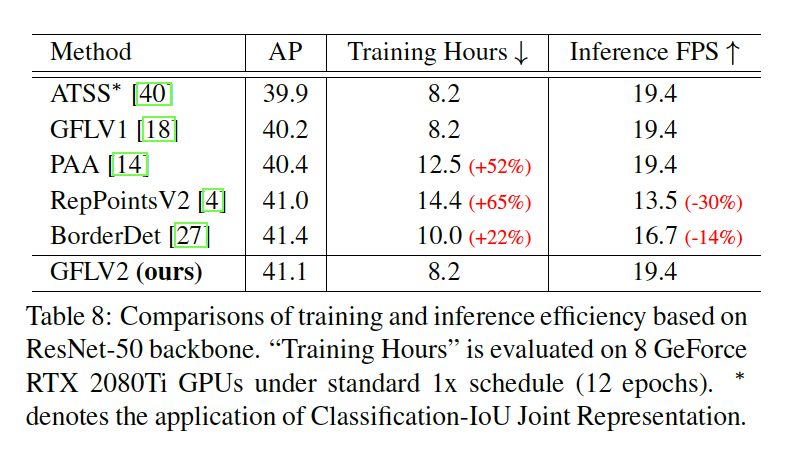 Method AP Training Hours ↓ Inference FPS ↑
ATSS* [40] 39.9 8.2 19.4
GFLV1 [18] 40.2 8.2 19.4
PAA [14] 40.4 12.5 (+52%) 19.4
RepPointsV2 [4] 41.0 14.4 (+65%) 13.5 (-30%)
BorderDet [27] 41.4 10.0 (+22%) 16.7 (-14%)
GFLV2 (ours) 41.1 8.2 19.4
Table 8: Comparisons of training and inference efficiency based on
ResNet-50 backbone. “Training Hours” is evaluated on 8 GeForce
RTX 2080Ti GPUs under standard 1x schedule (12 epochs). *
denotes the application of Classification-IoU Joint Representation.